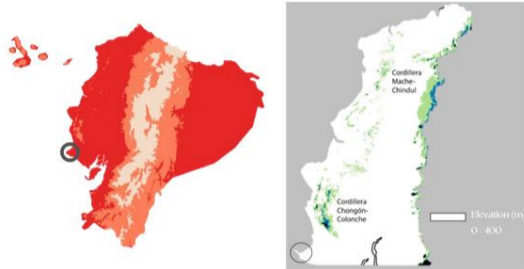 Cordillera
Mache-
Chindul
Cordillera
Chongón-
Colonche
Elevation (m
0 -400